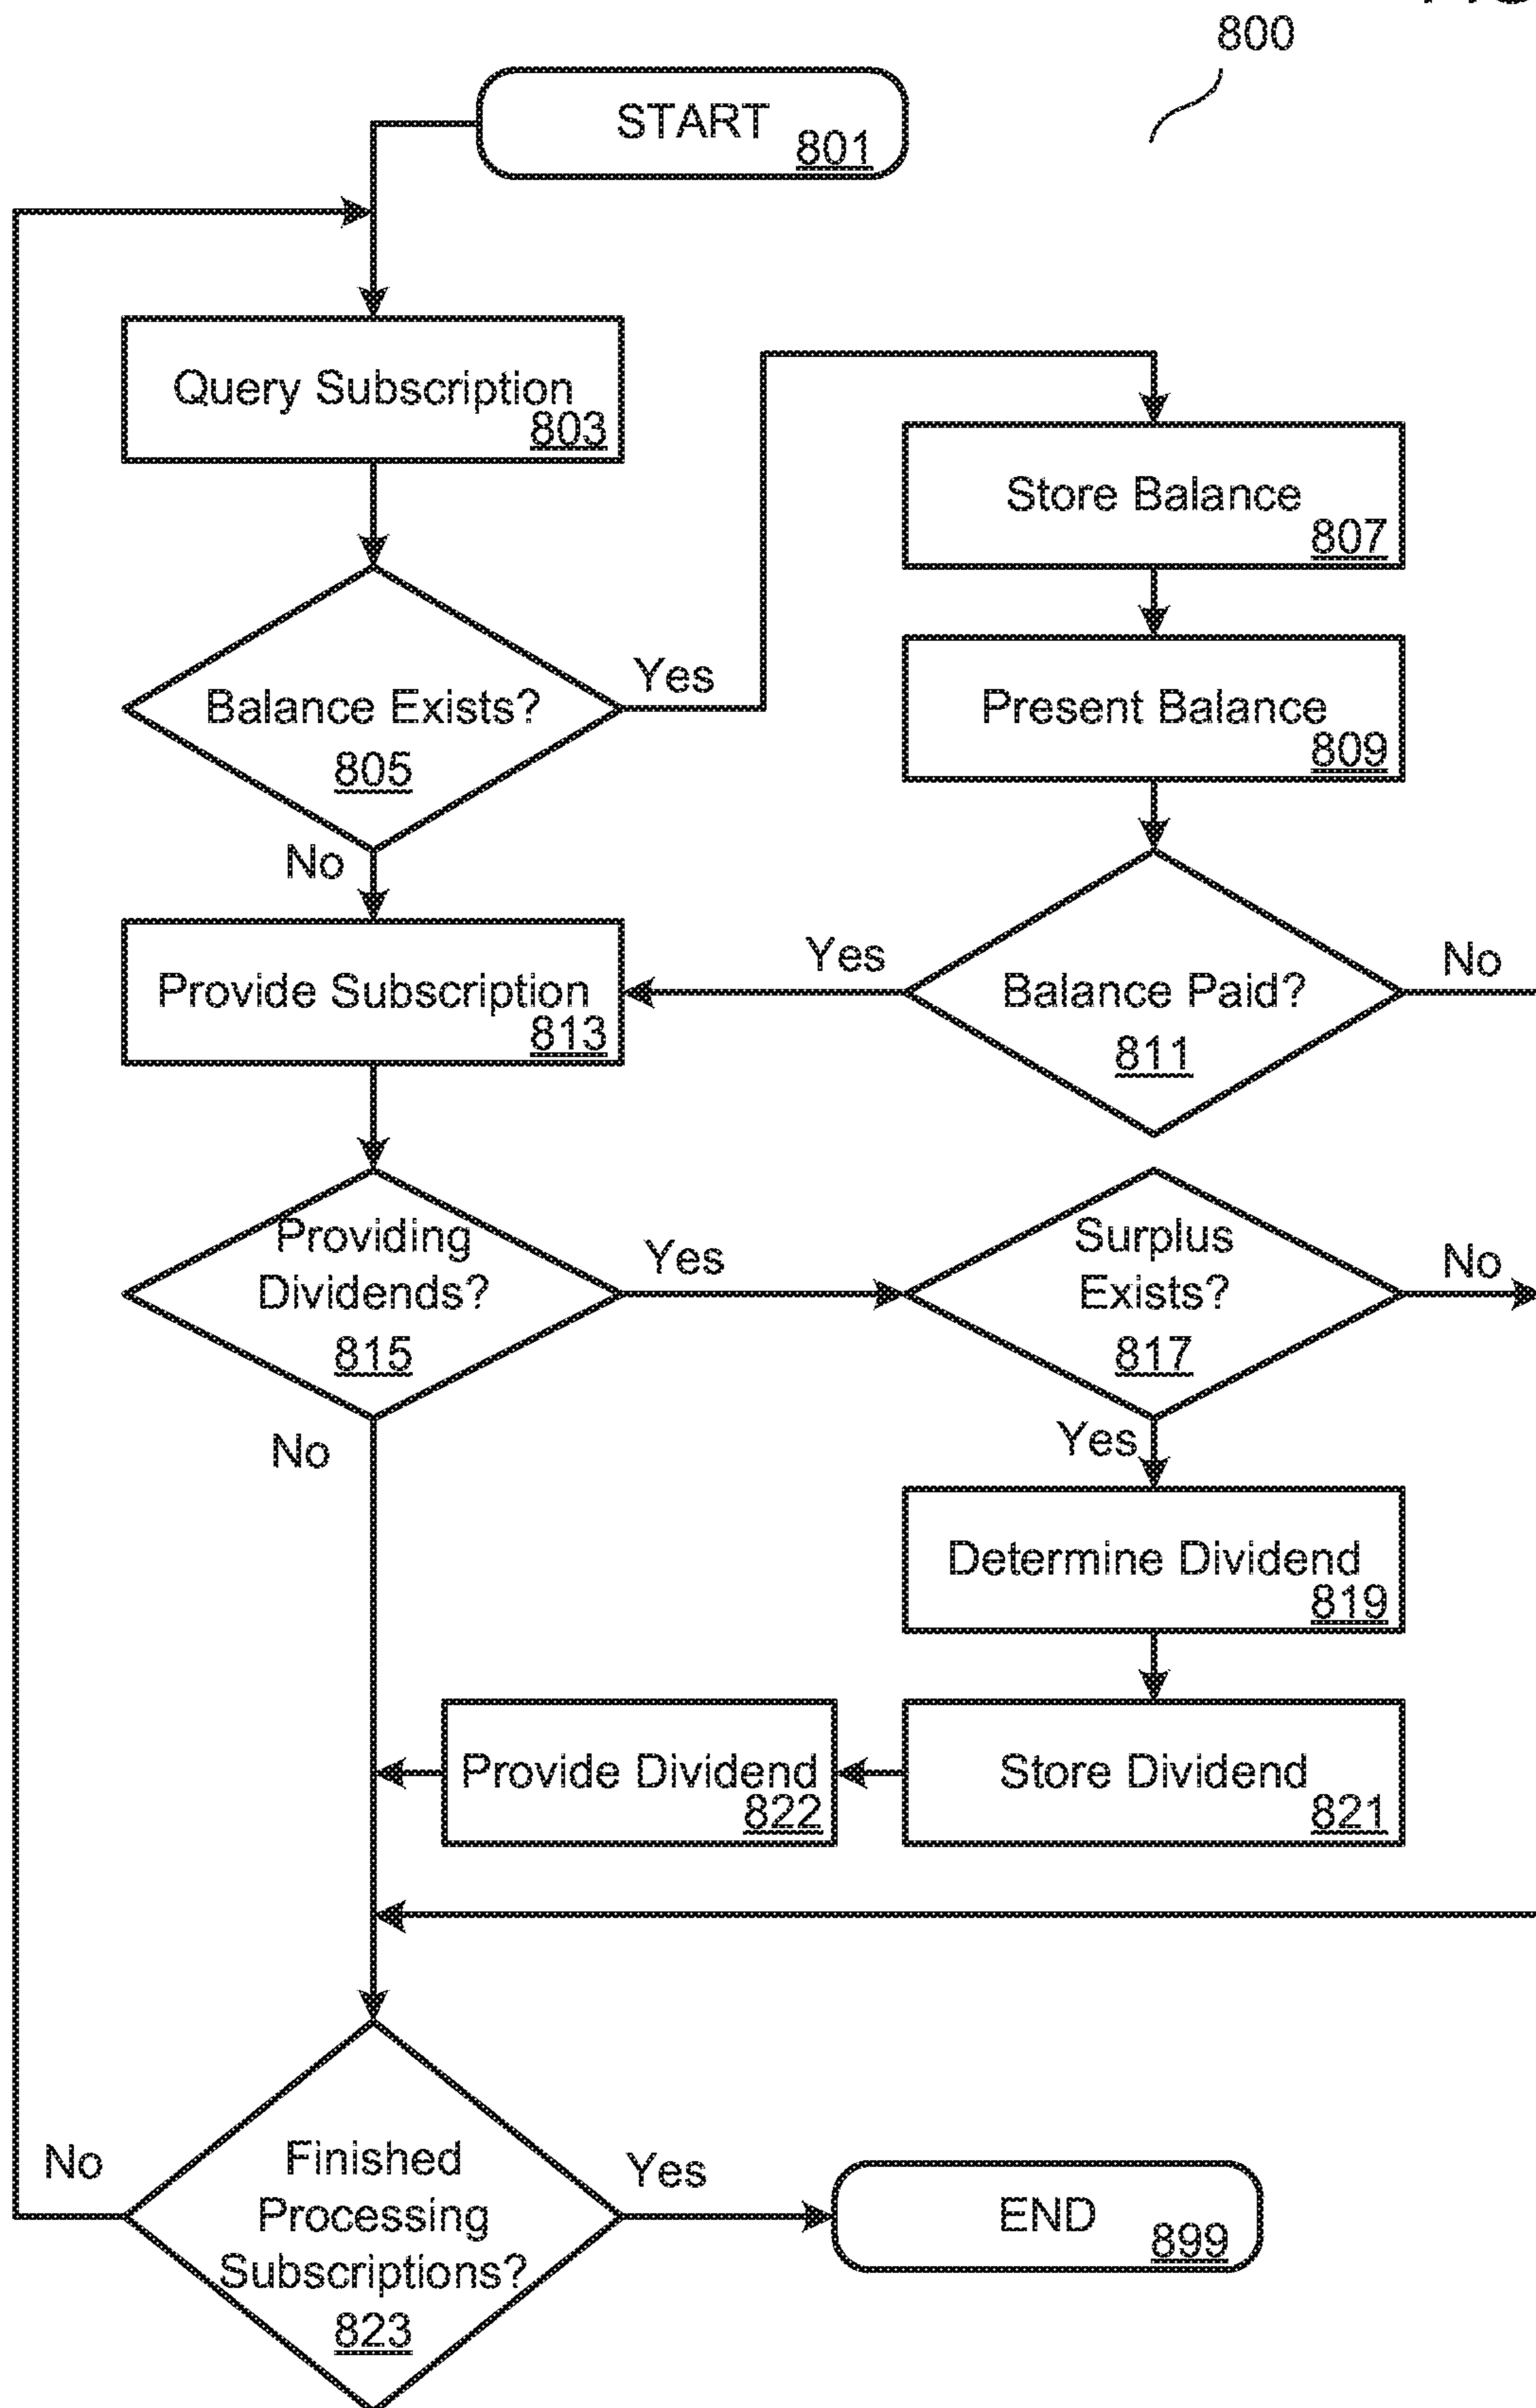 800
START
801
Query Subscription
803
Store Balance
807
Balance Exists?
805
Yes
No
Present Balance
809
Provide Subscription
813
Yes
Balance Paid?
811
No
Providing
Dividends?
815
Yes
No
Surplus
Exists?
817
No
Yes
Determine Dividend
819
Provide Dividend
822
Store Dividend
821
No
Finished
Processing
Subscriptions?
823
Yes
END
899